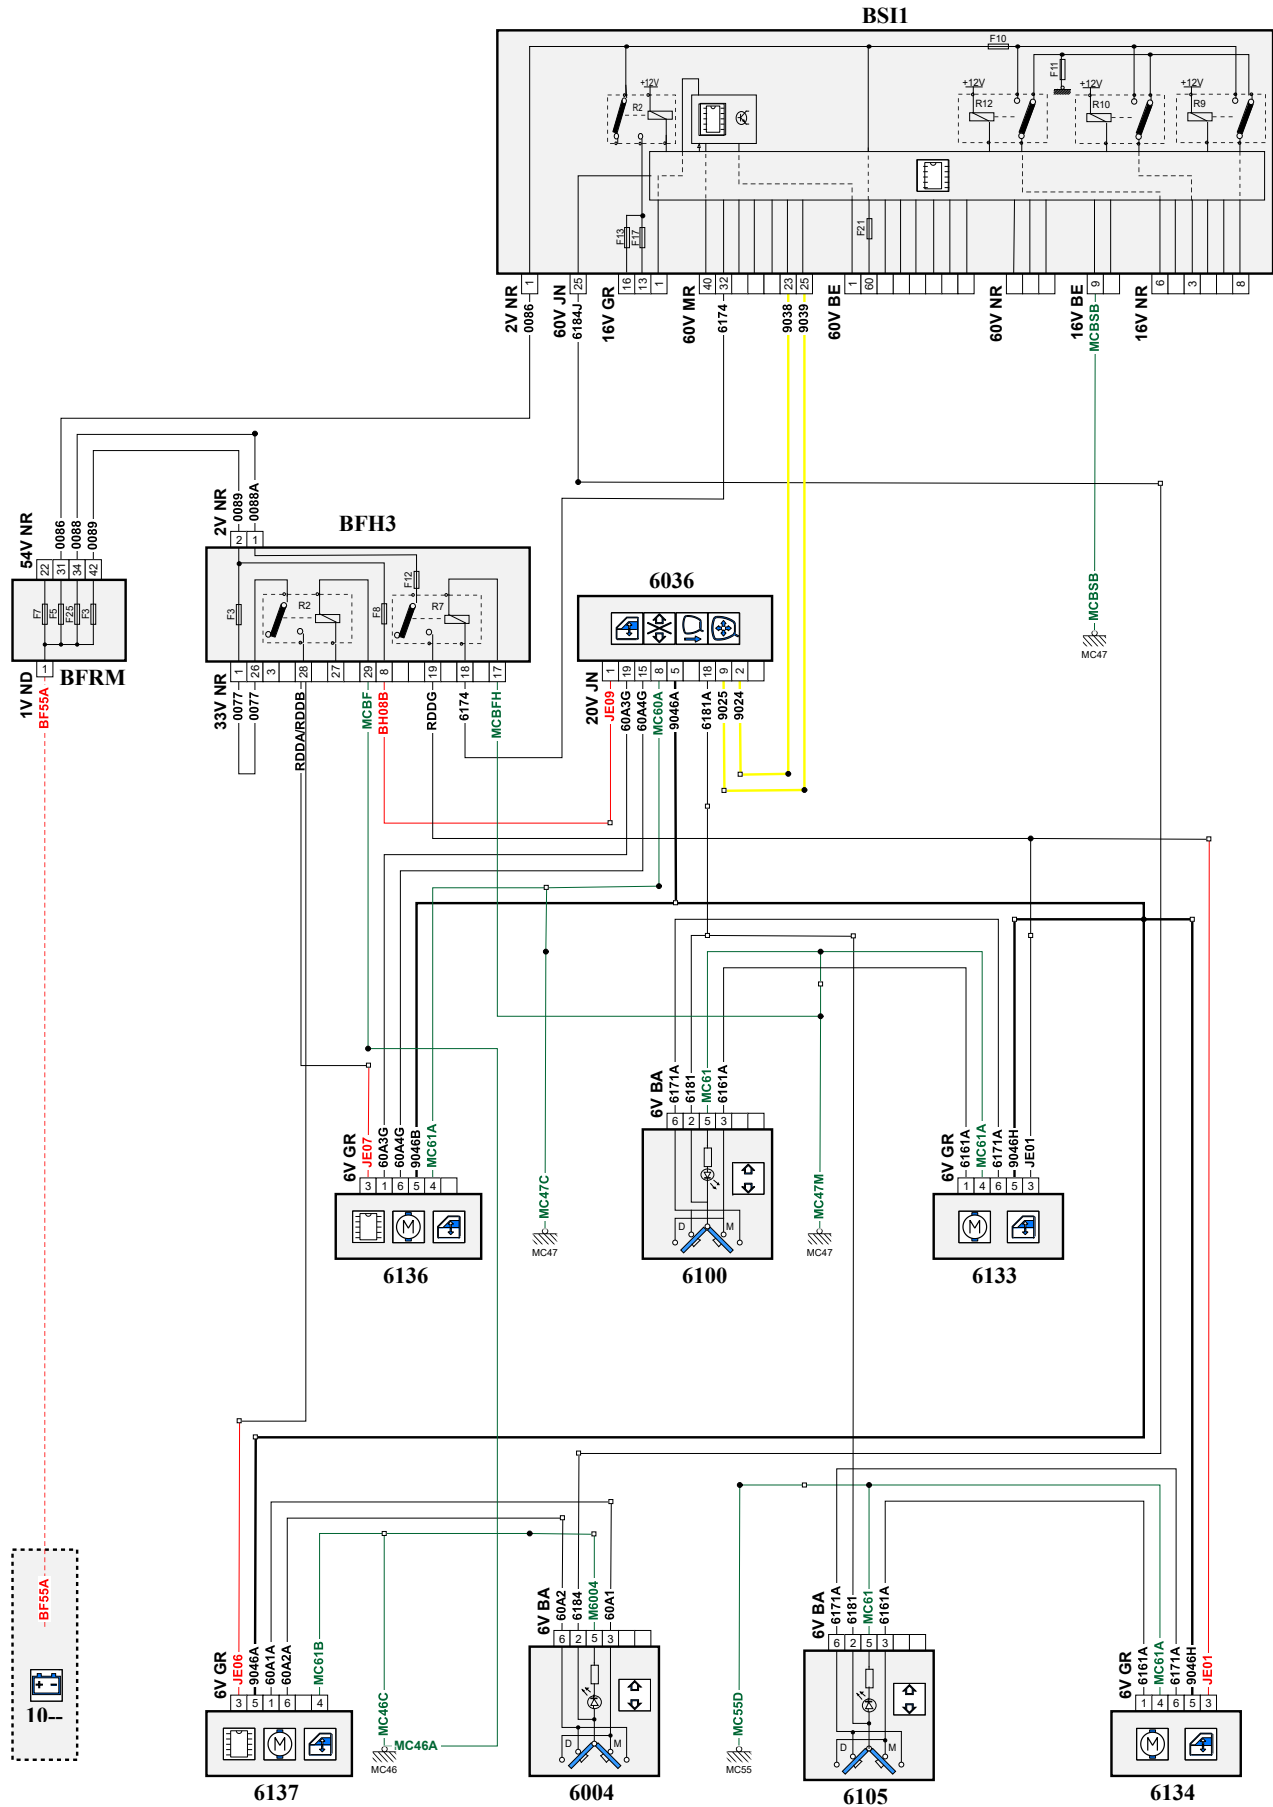 BSI1
F10
F11
+12V
R2
+12V
R12
+12V
R10
+12V
R9
F13
F17
F21
1
25
16
13
1
40
32
23
25
1
60
9
6
3
8
2V NR
0086
60V JN
6184J
16V GR
60V MR
6174
9038
9039
60V BE
60V NR
16V BE
MCBSB
16V NR
MCBSB
MC47
2V NR
0089
0088A
2
1
BFH3
F3
R2
F8
F12
R7
1
26
3
28
27
29
8
19
18
17
33V NR
0077
0077
RDDA/RDDB
MCBF
BH08B
RDDG
6174
MCBFH
54V NR
0086
0088
0089
22
31
34
42
F7
F5
F25
F3
1
BFRM
1V ND
BF55A
6036
1
19
15
8
5
18
9
2
20V JN
JE09
60A3G
60A4G
MC60A
9046A
6181A
9025
9024
6V GR
JE07
60A3G
60A4G
9046B
MC61A
3
1
6
5
4
M
6136
MC47C
MC47
6V BA
6171A
6181
MC61
6161A
6
2
5
3
D
M
6100
MC47M
MC47
6V GR
6161A
MC61A
6171A
9046H
JE01
1
4
6
5
3
M
6133
BF55A
10--
6V GR
JE06
9046A
60A1A
60A2A
MC61B
3
5
1
6
4
M
6137
MC46C
MC46A
MC46
6V BA
60A2
6184
M6004
60A1
6
2
5
3
D
M
6004
MC55D
MC55
6V BA
6171A
6181
MC61
6161A
6
2
5
3
D
M
6105
6V GR
6161A
MC61A
6171A
9046H
JE01
1
4
6
5
3
M
6134